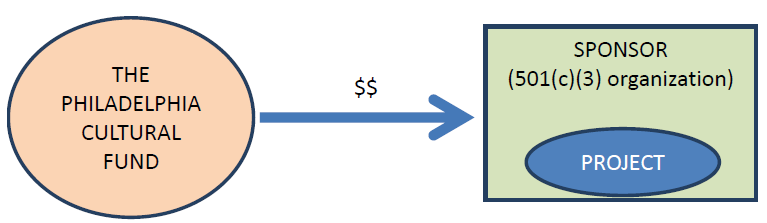 THE
PHILADELPHIA
CULTURAL
FUND
$$
SPONSOR
(501(c)(3) organization)
PROJECT